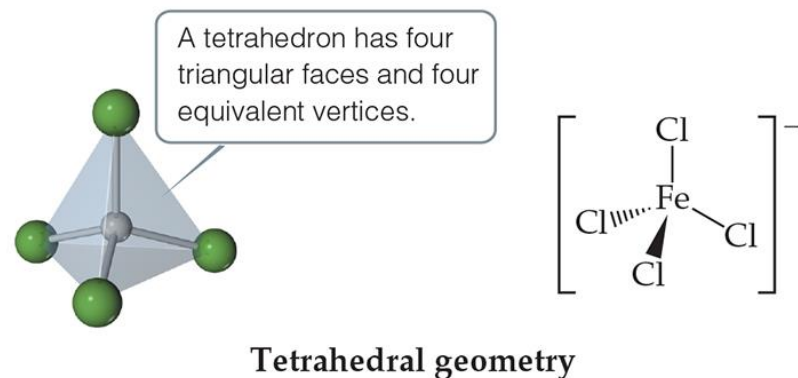 A tetrahedron has four
triangular faces and four
equivalent vertices.
Cl
Fe
Cl
Cl
Cl
−
Tetrahedral geometry